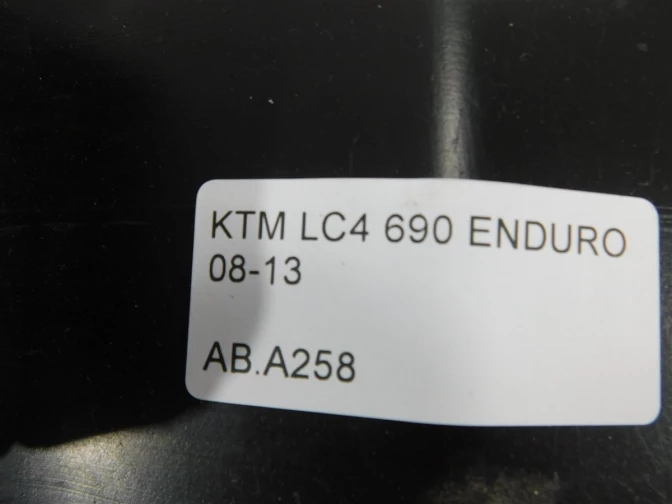 KTM LC4 690 ENDURO
08-13
AB.A258